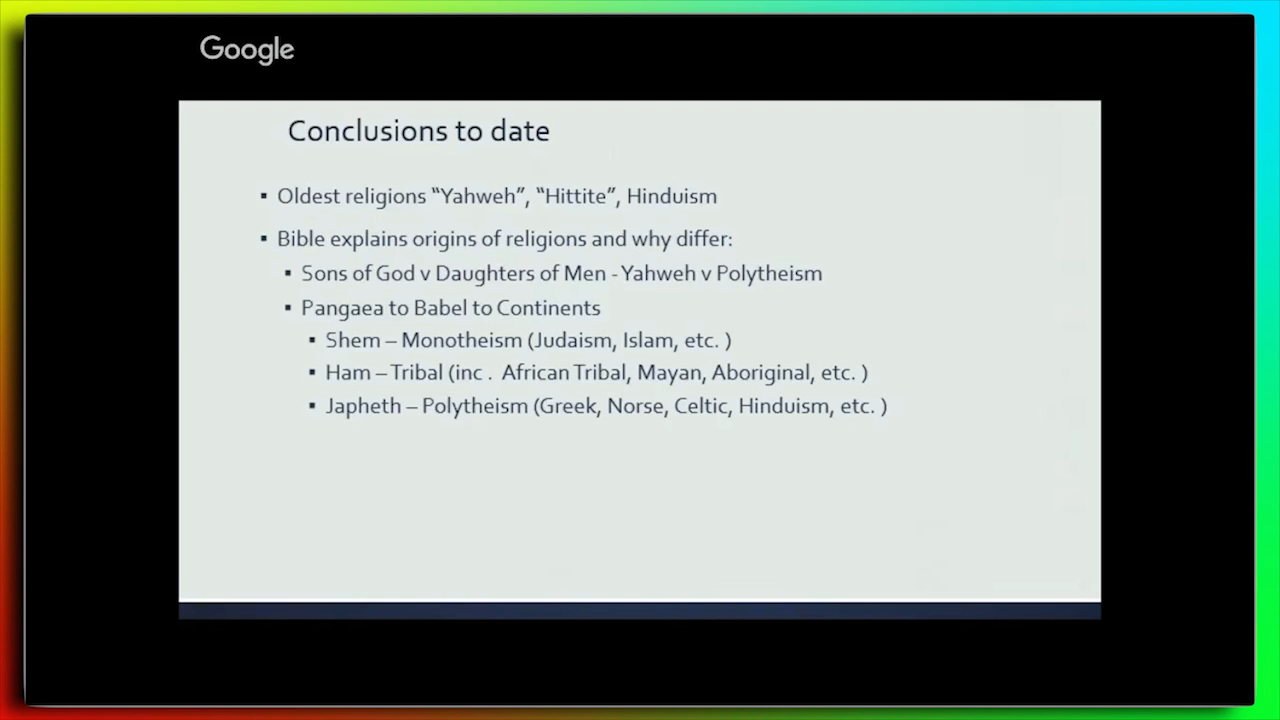 Google
Conclusions to date
▪ Oldest religions “Yahweh”, “Hittite”, Hinduism
▪ Bible explains origins of religions and why differ:
▪ Sons of God v Daughters of Men - Yahweh v Polytheism
▪ Pangaea to Babel to Continents
▪ Shem – Monotheism (Judaism, Islam, etc. )
▪ Ham – Tribal (inc . African Tribal, Mayan, Aboriginal, etc. )
▪ Japheth – Polytheism (Greek, Norse, Celtic, Hinduism, etc. )